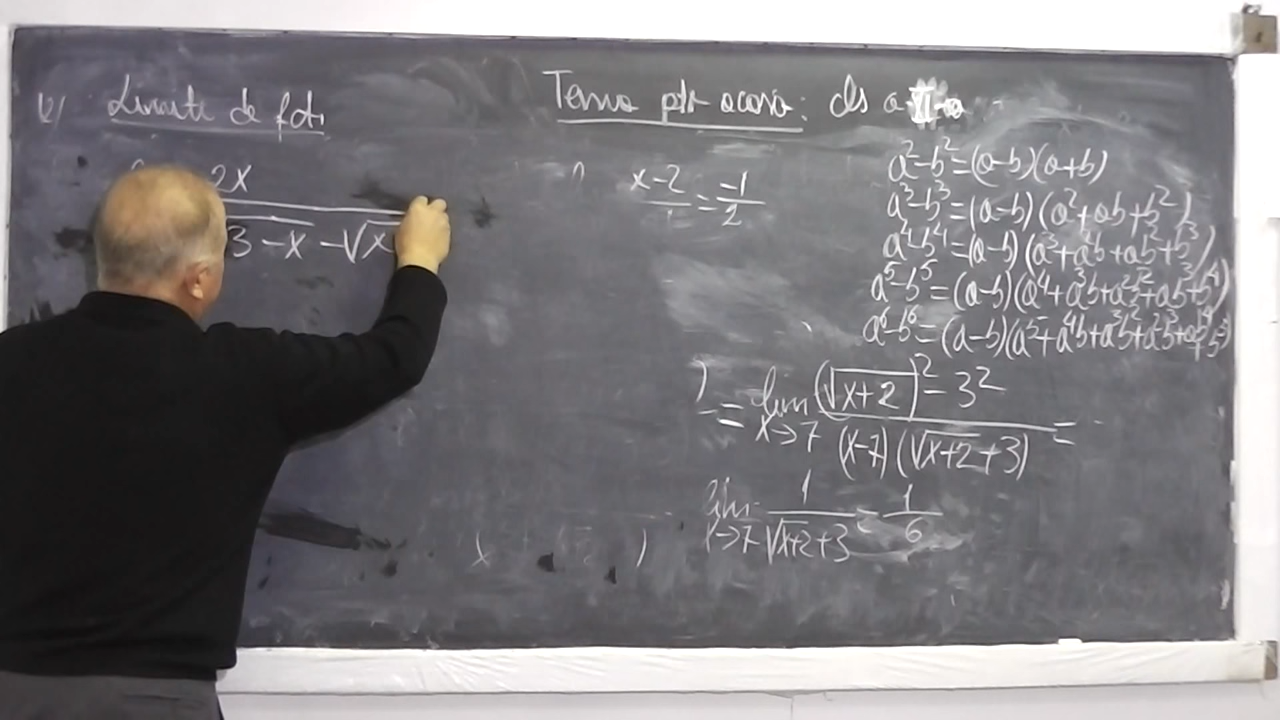 b) Limite de fct.
2x
3-x -√x
Tema ptr acasa: cls a XI-a
x-2 = -1
2
a²-b²=(a-b)(a+b)
a³-b³=(a-b)(a²+ab+b²)
a⁴-b⁴=(a-b)(a³+a²b+ab²+b³)
a⁵-b⁵=(a-b)(a⁴+a³b+a²b²+ab³+b⁴)
a⁶-b⁶=(a-b)(a⁵+a⁴b+a³b²+a²b³+ab⁴+b⁵)
= lim (√x+2)²-3² =
x→7 (x-7)(√x+2+3)
lim 1 = 1
x→7 √x+2+3 6